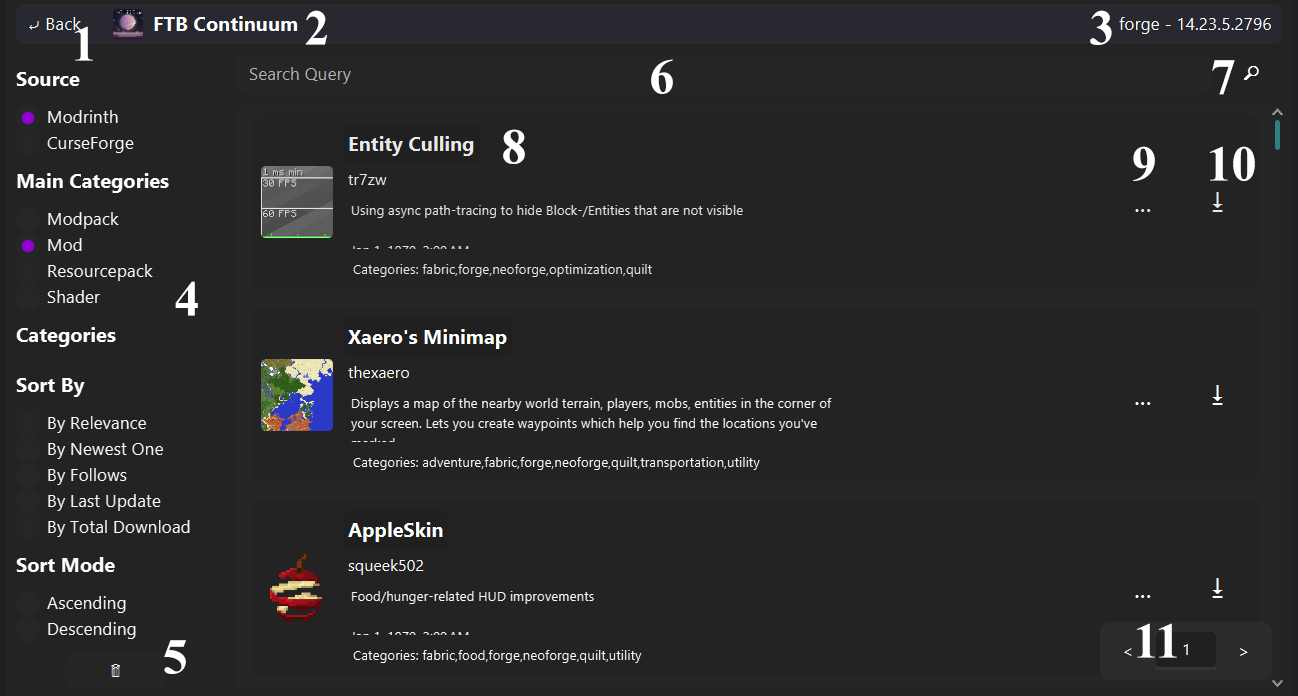 Back
1
FTB Continuum
2
3
forge - 14.23.5.2796
Source
Modrinth
CurseForge
Main Categories
Modpack
Mod
Resourcepack
Shader
4
Categories
Sort By
By Relevance
By Newest One
By Follows
By Last Update
By Total Download
Sort Mode
Ascending
Descending
5
Search Query
6
7
Entity Culling
8
9
10
1 ms min
30 FPS
60 FPS
tr7zw
Using async path-tracing to hide Block-/Entities that are not visible
...
Categories: fabric,forge,neoforge,optimization,quilt
Xaero's Minimap
thexaero
Displays a map of the nearby world terrain, players, mobs, entities in the corner of
your screen. Lets you create waypoints which help you find the locations you've
...
Categories: adventure,fabric,forge,neoforge,quilt,transportation,utility
AppleSkin
squeek502
Food/hunger-related HUD improvements
...
Categories: fabric,food,forge,neoforge,quilt,utility
< 11 1 >